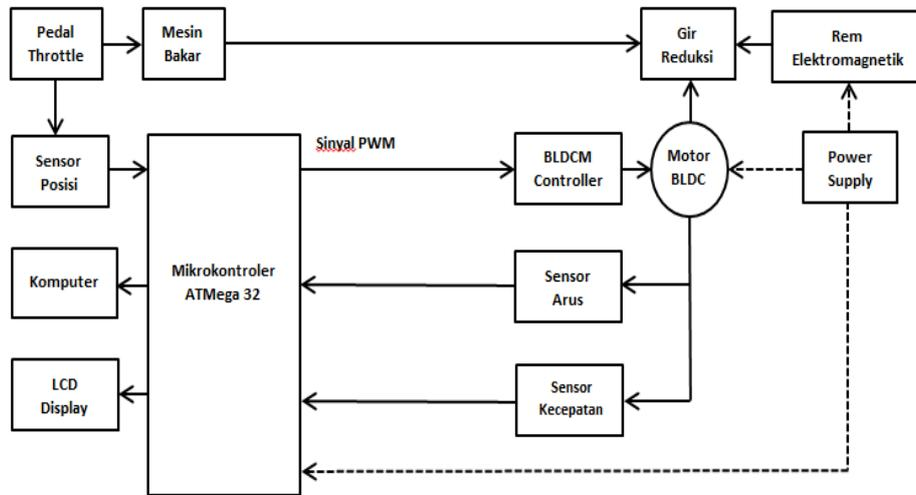 Pedal
Throttle
Mesin
Bakar
Gir
Reduksi
Rem
Elektromagnetik
Sensor
Posisi
Sinyal PWM
BLDCM
Controller
Motor
BLDC
Power
Supply
Komputer
Mikrokontroler
ATMega 32
Sensor
Arus
LCD
Display
Sensor
Kecepatan